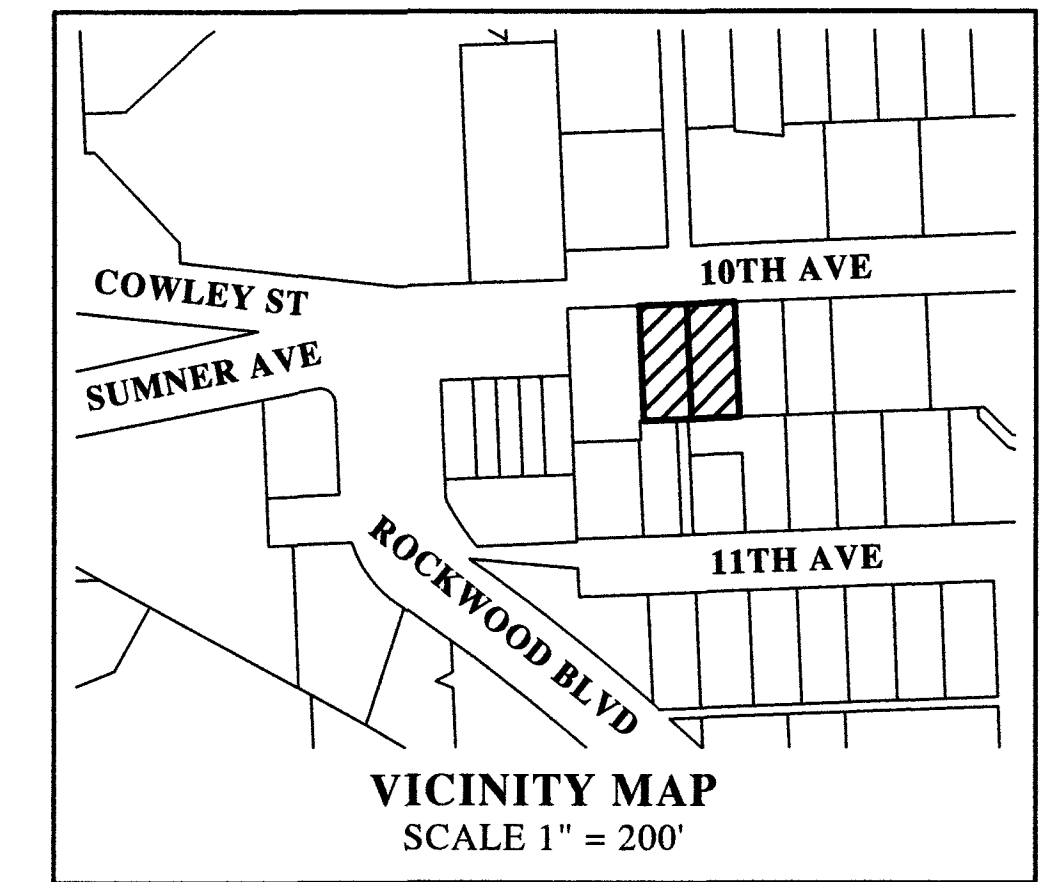 10TH AVE
COWLEY ST
SUMNER AVE
ROCKWOOD BLVD
11TH AVE
VICINITY MAP
SCALE 1" = 200'